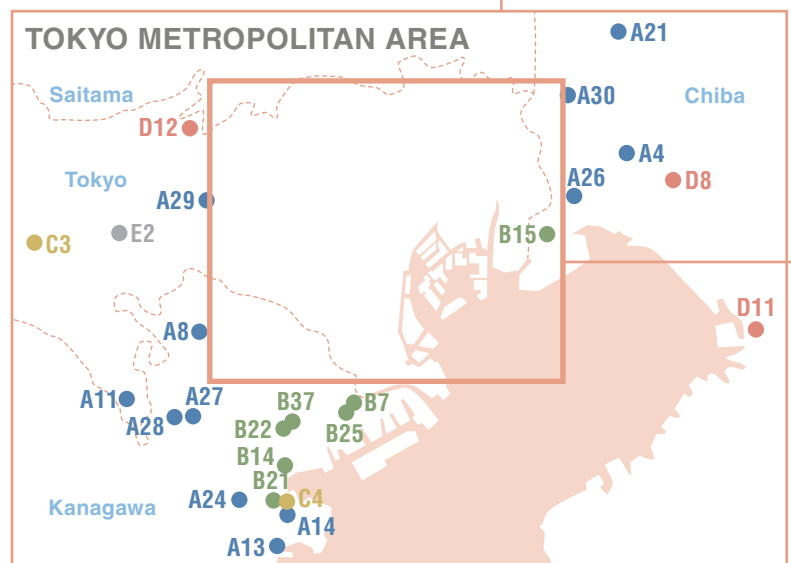 TOKYO METROPOLITAN AREA
A21
Saitama
A30
Chiba
D12
A4
Tokyo
A26
D8
A29
E2
B15
C3
D11
A8
A11
A27
B37
B7
A28
B22
B25
B14
B21
Kanagawa
A24
C4
A14
A13